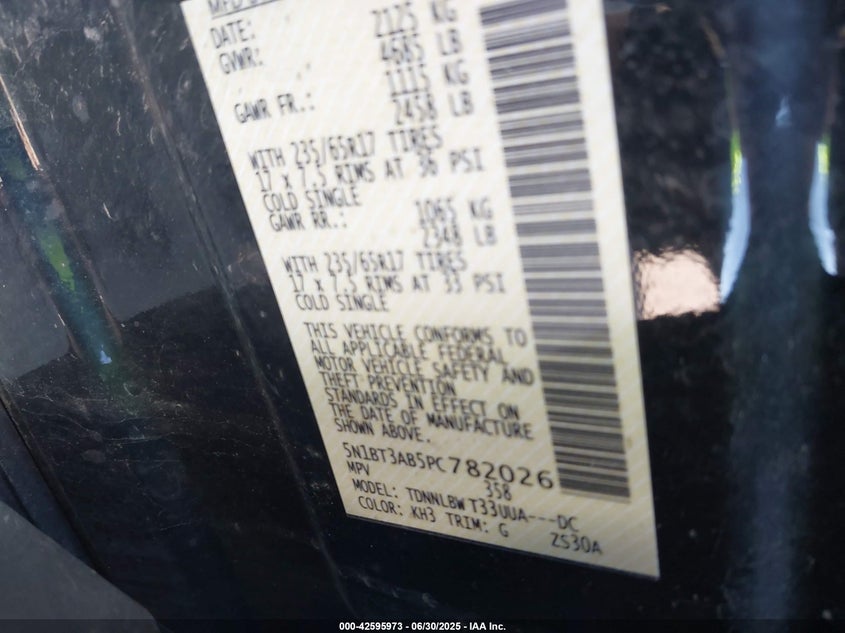 DATE: 2125 KG
GVWR: 4685 LB
1115 KG
GAWR FR.: 2458 LB
WITH 235/65R17 TIRES
17 x 7.5 RIMS AT 36 PSI
COLD SINGLE
GAWR RR.: 1065 KG
2348 LB
WITH 235/65R17 TIRES
17 x 7.5 RIMS AT 33 PSI
COLD SINGLE
THIS VEHICLE CONFORMS TO
ALL APPLICABLE FEDERAL
MOTOR VEHICLE SAFETY AND
THEFT PREVENTION
STANDARDS IN EFFECT ON
THE DATE OF MANUFACTURE
SHOWN ABOVE.
5N1BT3AB5PC782026
MPV 358
MODEL: TDNNLBW T33UUA---DC
COLOR: KH3 TRIM: G ZS30A
000-42595973 - 06/30/2025 - IAA Inc.